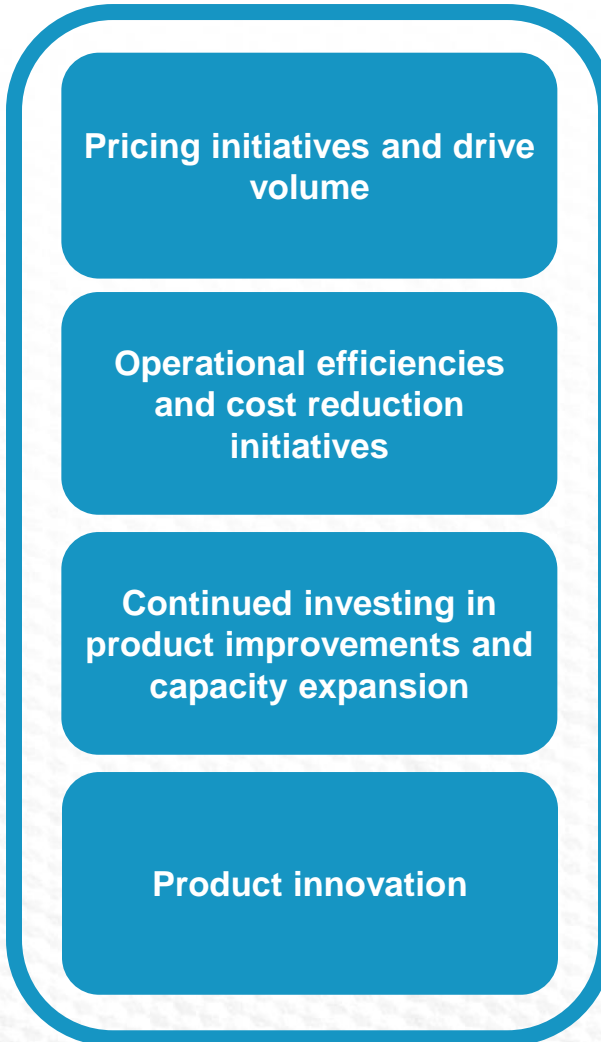 Pricing initiatives and drive
volume
Operational efficiencies
and cost reduction
initiatives
Continued investing in
product improvements and
capacity expansion
Product innovation